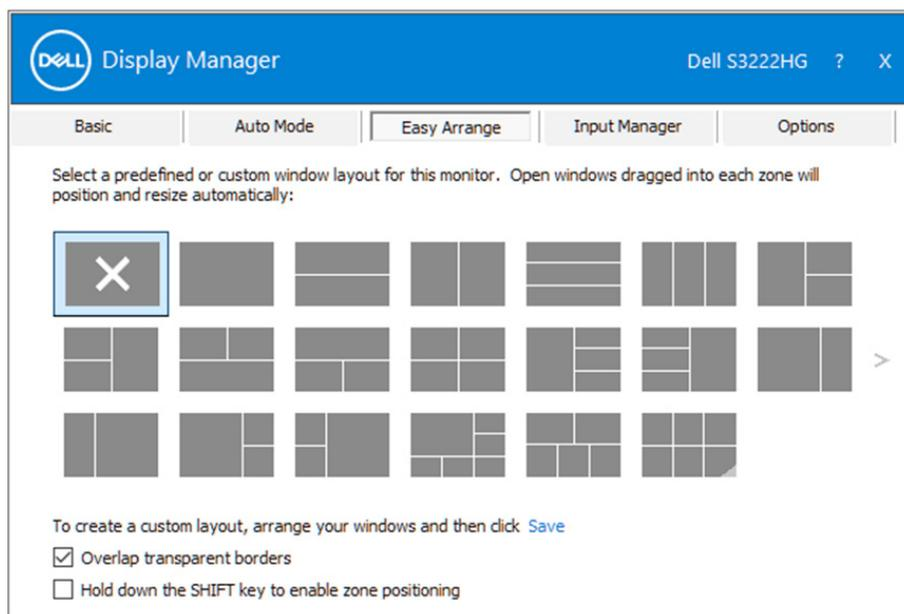 DELL Display Manager Dell S3222HG ? X
Basic Auto Mode Easy Arrange Input Manager Options
Select a predefined or custom window layout for this monitor. Open windows dragged into each zone will
position and resize automatically:
>
To create a custom layout, arrange your windows and then click Save
Overlap transparent borders
Hold down the SHIFT key to enable zone positioning